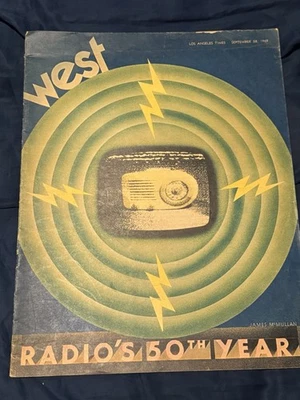 west
LOS ANGELES TIMES SEPTEMBER
JAMES McMULLAN
RADIO'S 50TH YEAR